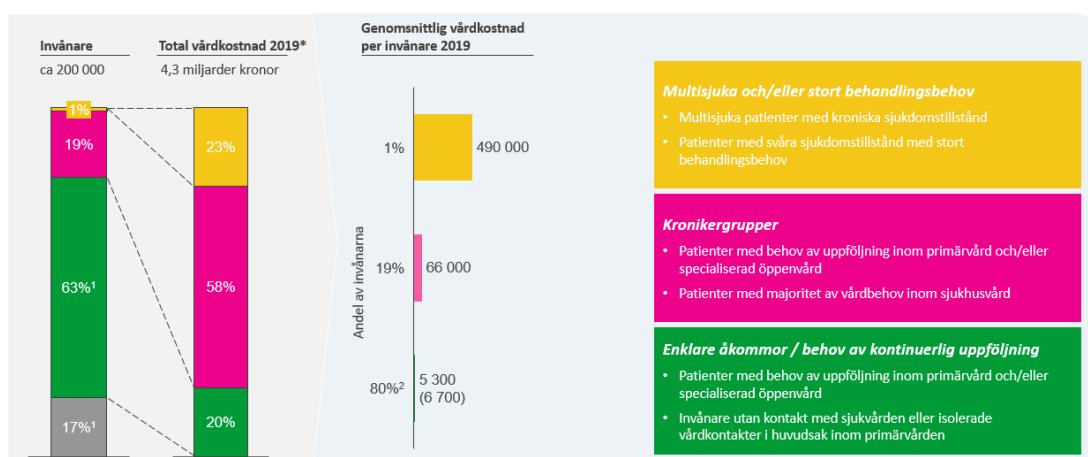 Invånare
ca 200 000
Total vårdkostnad 2019*
4,3 miljarder kronor
1%
19%
63%¹
17%¹
23%
58%
20%
Genomsnittlig vårdkostnad
per invånare 2019
Andel av invånarna
1%
490 000
19%
66 000
80%²
5 300
(6 700)
Multisjuka och/eller stort behandlingsbehov
• Multisjuka patienter med kroniska sjukdomstillstånd
• Patienter med svåra sjukdomstillstånd med stort
behandlingsbehov
Kronikergrupper
• Patienter med behov av uppföljning inom primärvård och/eller
specialiserad öppenvård
• Patienter med majoritet av vårdbehov inom sjukhusvård
Enklare åkommor / behov av kontinuerlig uppföljning
• Patienter med behov av uppföljning inom primärvård och/eller
specialiserad öppenvård
• Invånare utan kontakt med sjukvården eller isolerade
vårdkontakter i huvudsak inom primärvården